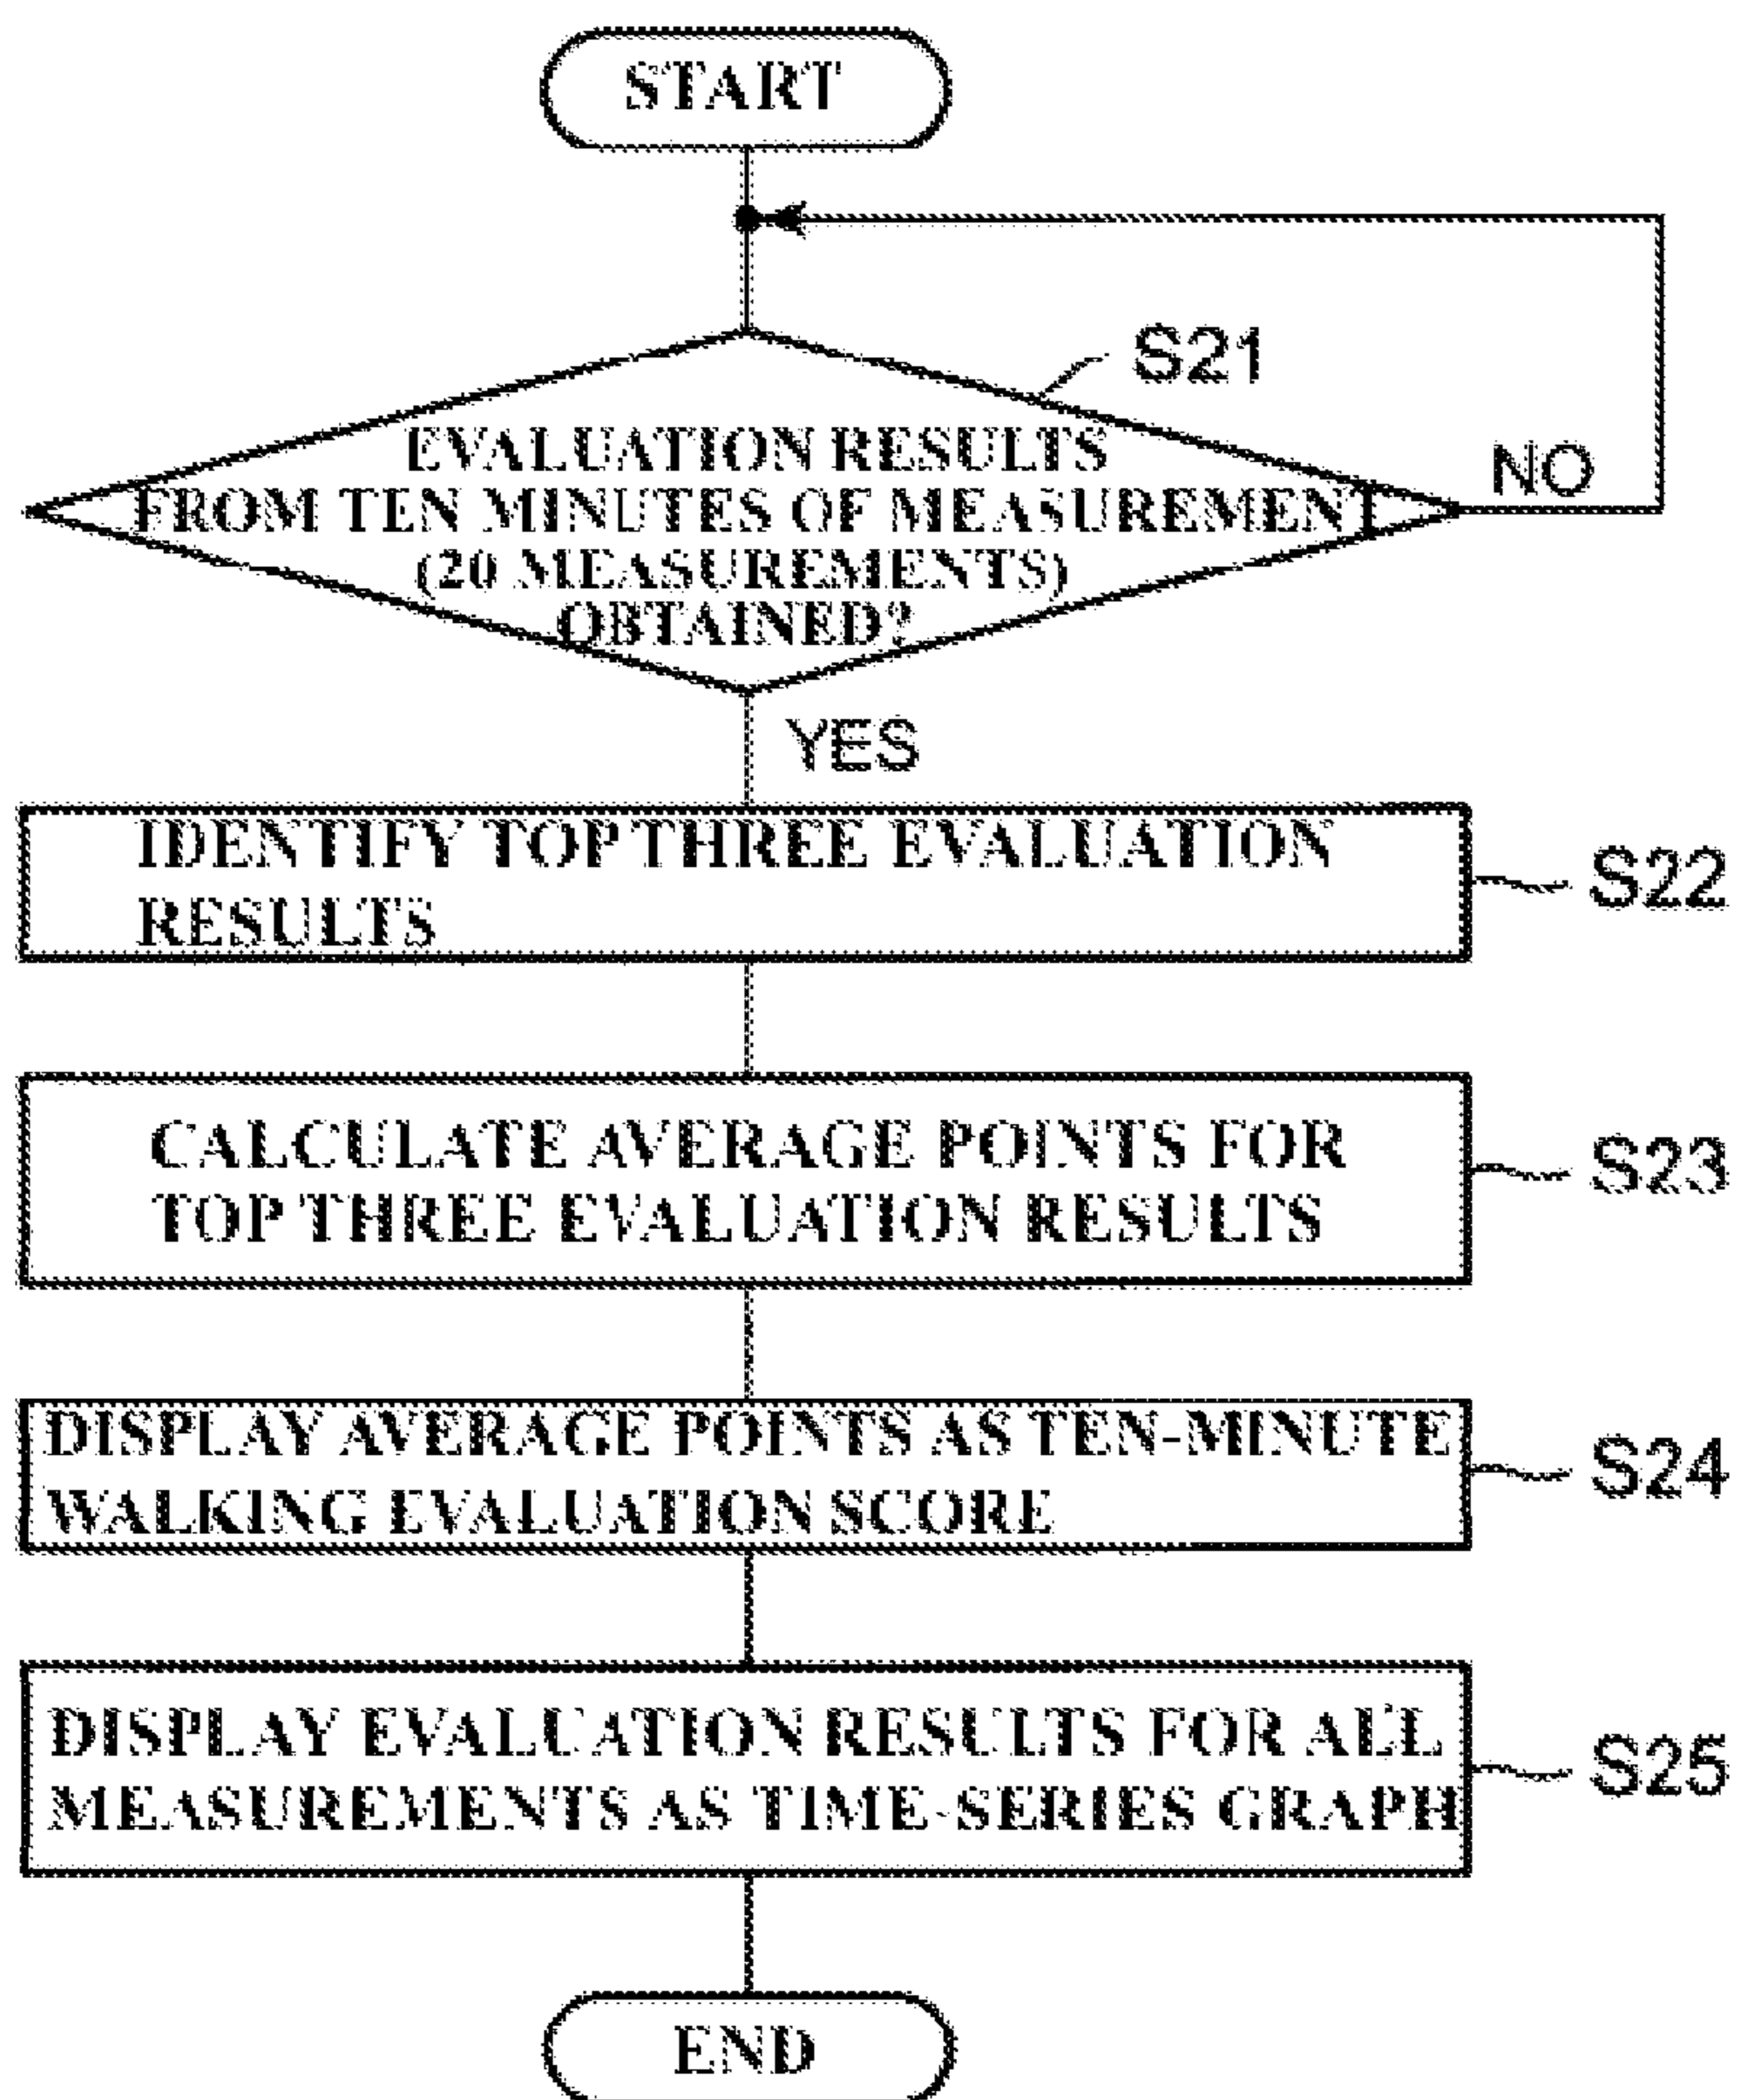 START
S21
EVALUATION RESULTS
FROM TEN MINUTES OF MEASUREMENT
(20 MEASUREMENTS)
OBTAINED?
NO
YES
IDENTIFY TOP THREE EVALUATION
RESULTS
S22
CALCULATE AVERAGE POINTS FOR
TOP THREE EVALUATION RESULTS
S23
DISPLAY AVERAGE POINTS AS TEN-MINUTE
WALKING EVALUATION SCORE
S24
DISPLAY EVALUATION RESULTS FOR ALL
MEASUREMENTS AS TIME-SERIES GRAPH
S25
END